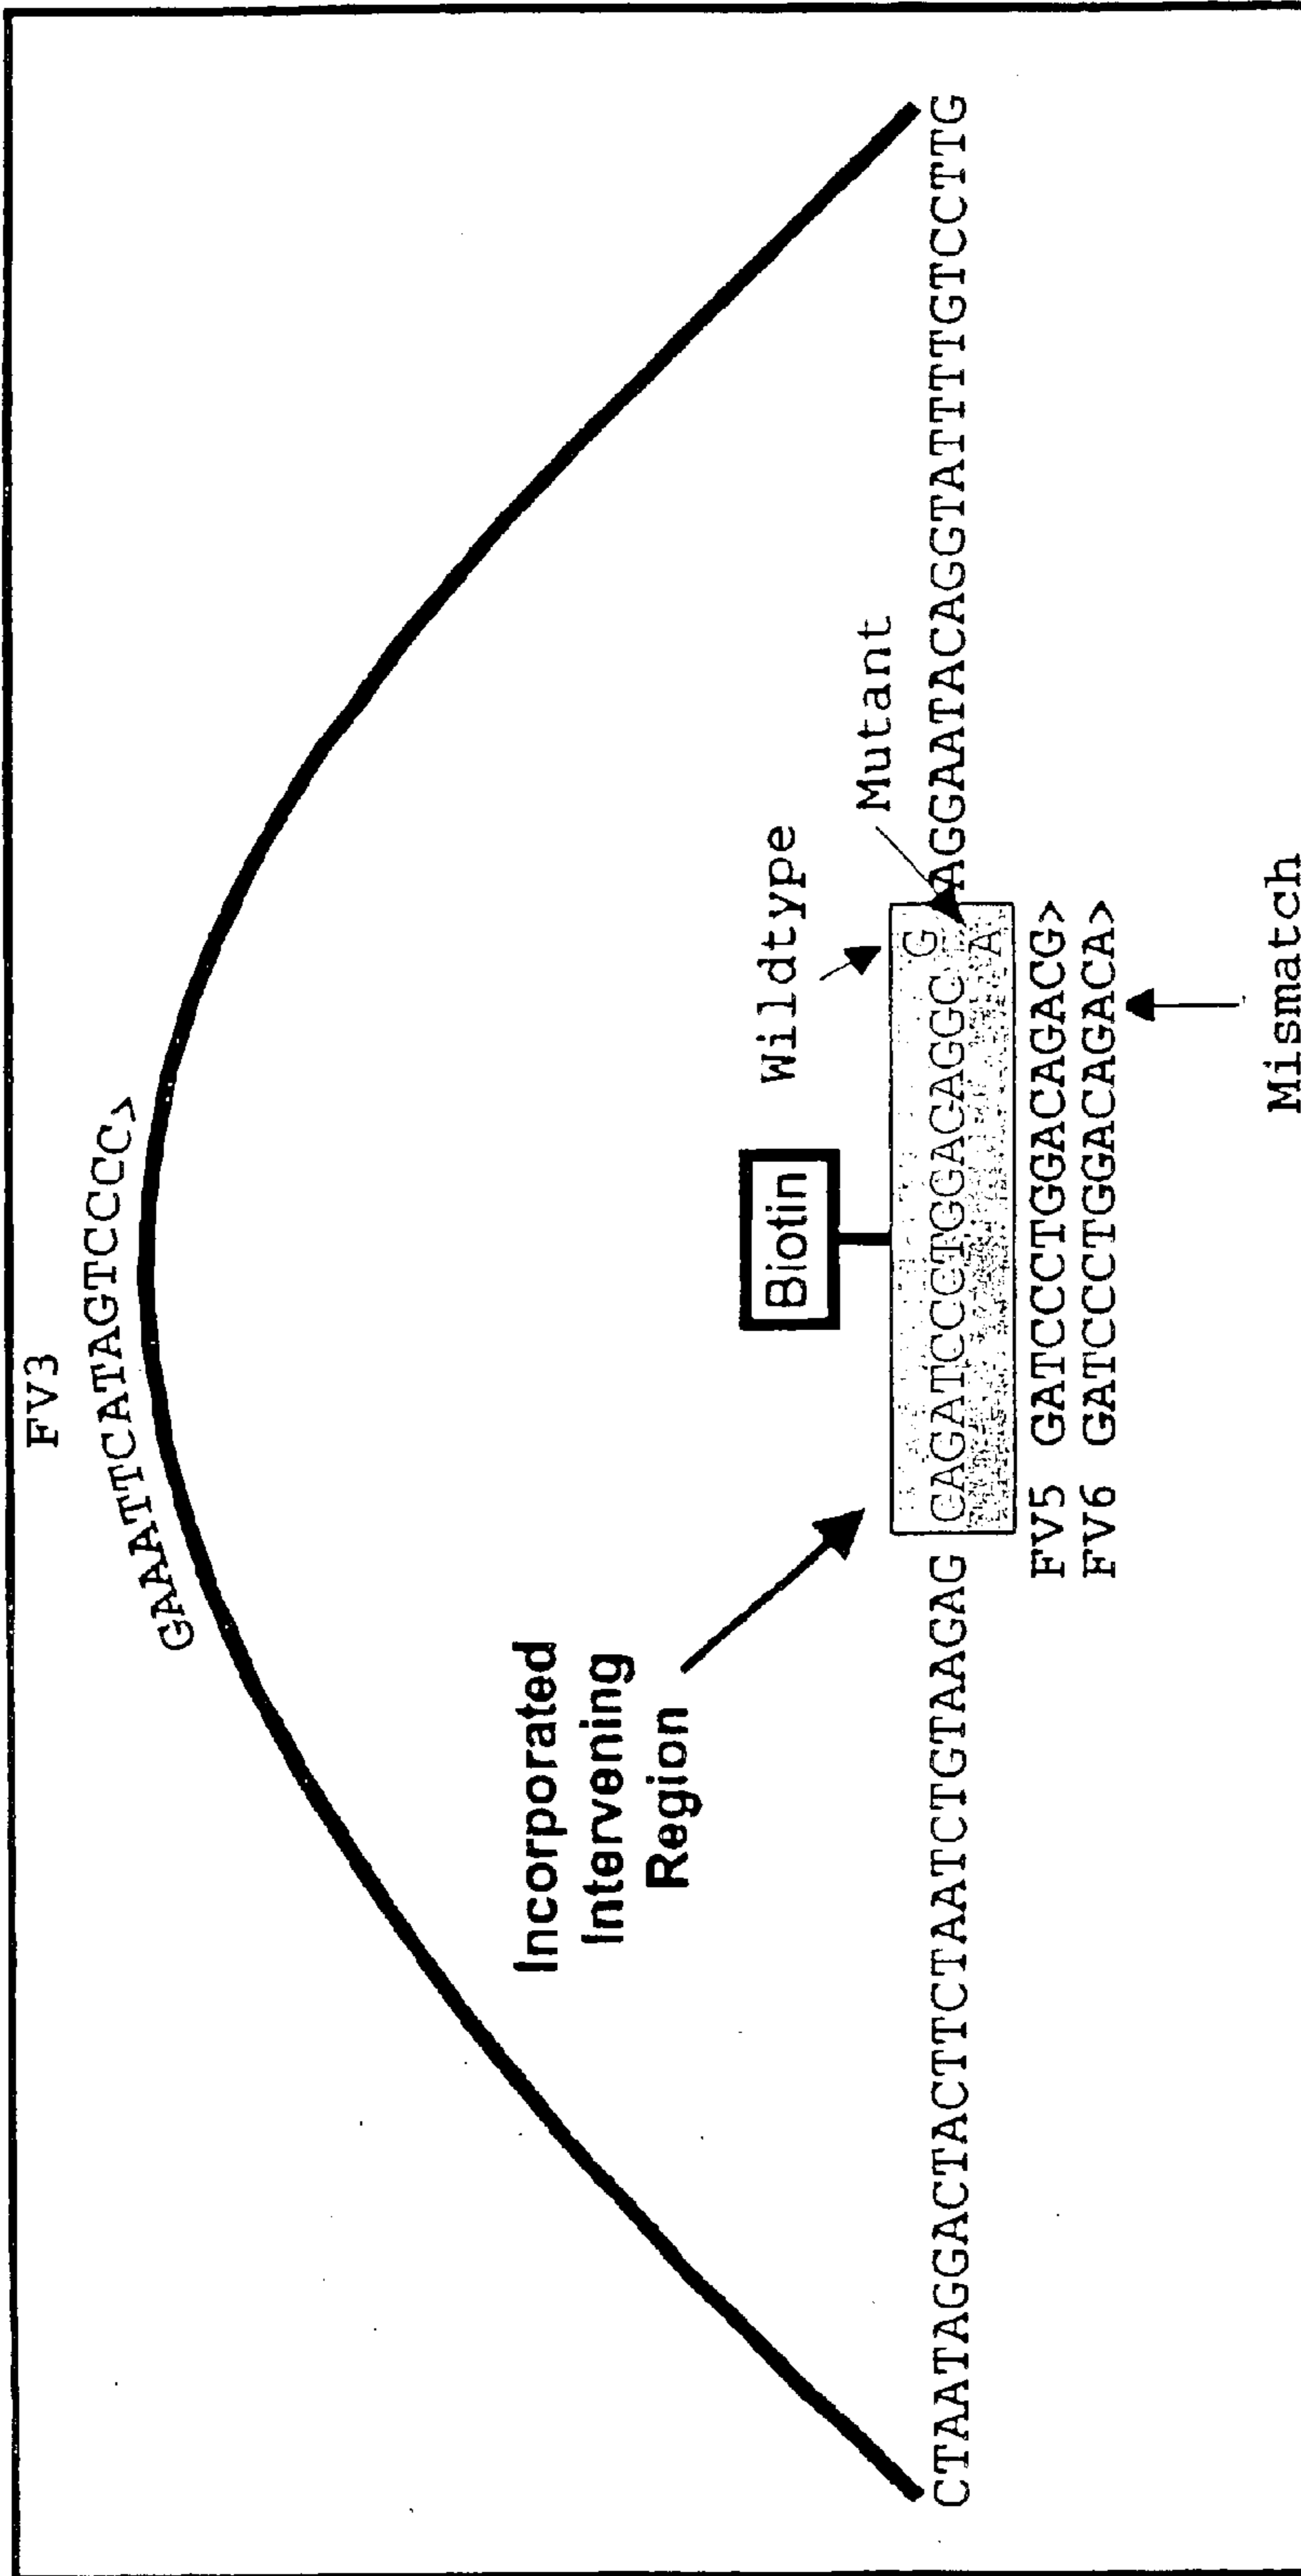 FV3
GAAATTCATAGTCCCC>
Incorporated
Intervening
Region
Biotin
Wildtype
Mutant
CTAATAGGACTACTTCTAATCTGTAAGAG CAGATCCCTGGACAGGC G AGGAATACAGGTATTTTGTCCTTG
A
FV5 GATCCCTGGACAGACG>
FV6 GATCCCTGGACAGACA>
Mismatch